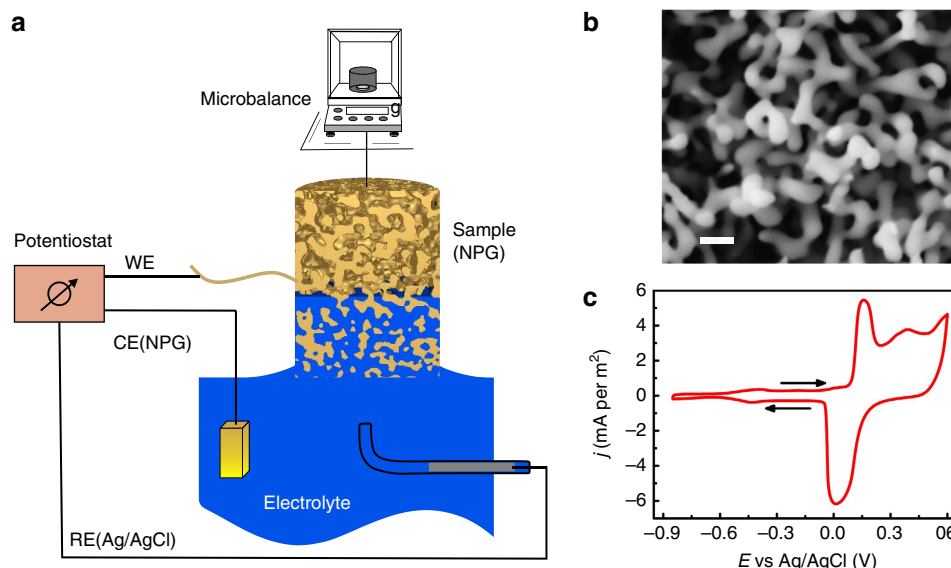 a
Microbalance
g
Sample
(NPG)
Potentiostat
WE
CE(NPG)
Electrolyte
RE(Ag/AgCl)
b
c
6
4
2
0
–2
–4
–6
j (mA per m²)
–0.9 –0.6 –0.3 0.0 0.3 06
E vs Ag/AgCl (V)